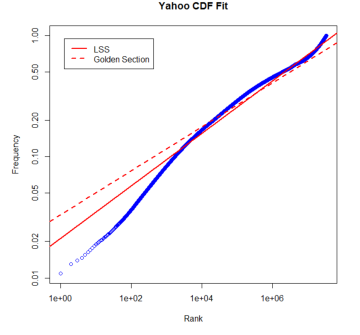 Yahoo CDF Fit
LSS
Golden Section
1.00
0.50
0.20
0.10
0.05
0.02
0.01
Frequency
1e+00
1e+02
1e+04
1e+06
Rank